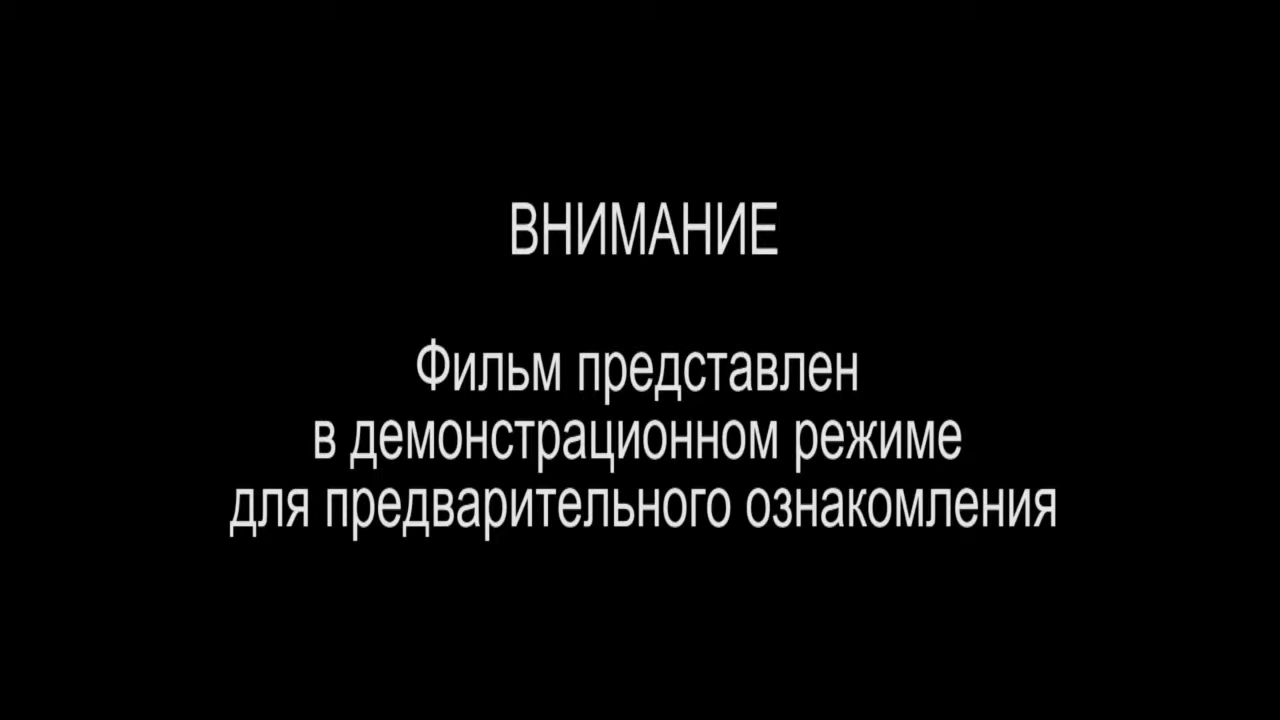 ВНИМАНИЕ
Фильм представлен
в демонстрационном режиме
для предварительного ознакомления